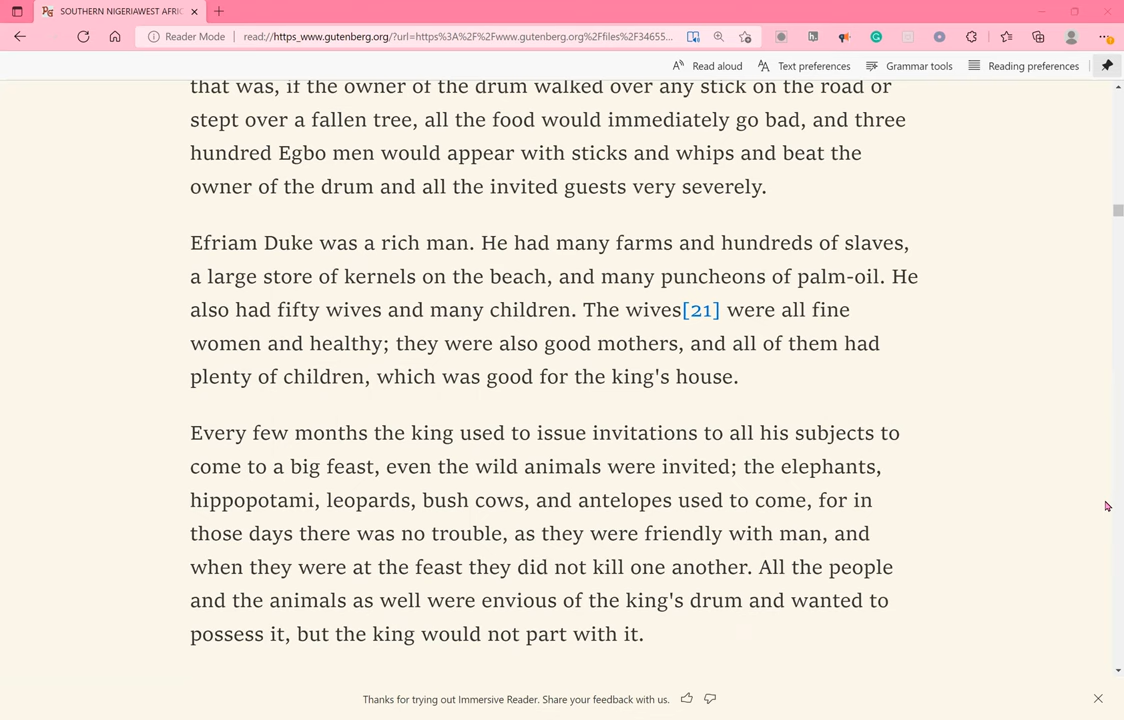 SOUTHERN NIGERIAWEST AFRIC
Reader Mode
read://https_www.gutenberg.org/?url=https%3A%2F%2Fwww.gutenberg.org%2Ffiles%2F34655...
Read aloud
Text preferences
Grammar tools
Reading preferences
that was, if the owner of the drum walked over any stick on the road or
stept over a fallen tree, all the food would immediately go bad, and three
hundred Egbo men would appear with sticks and whips and beat the
owner of the drum and all the invited guests very severely.
Efriam Duke was a rich man. He had many farms and hundreds of slaves,
a large store of kernels on the beach, and many puncheons of palm-oil. He
also had fifty wives and many children. The wives[21] were all fine
women and healthy; they were also good mothers, and all of them had
plenty of children, which was good for the king's house.
Every few months the king used to issue invitations to all his subjects to
come to a big feast, even the wild animals were invited; the elephants,
hippopotami, leopards, bush cows, and antelopes used to come, for in
those days there was no trouble, as they were friendly with man, and
when they were at the feast they did not kill one another. All the people
and the animals as well were envious of the king's drum and wanted to
possess it, but the king would not part with it.
Thanks for trying out Immersive Reader. Share your feedback with us.